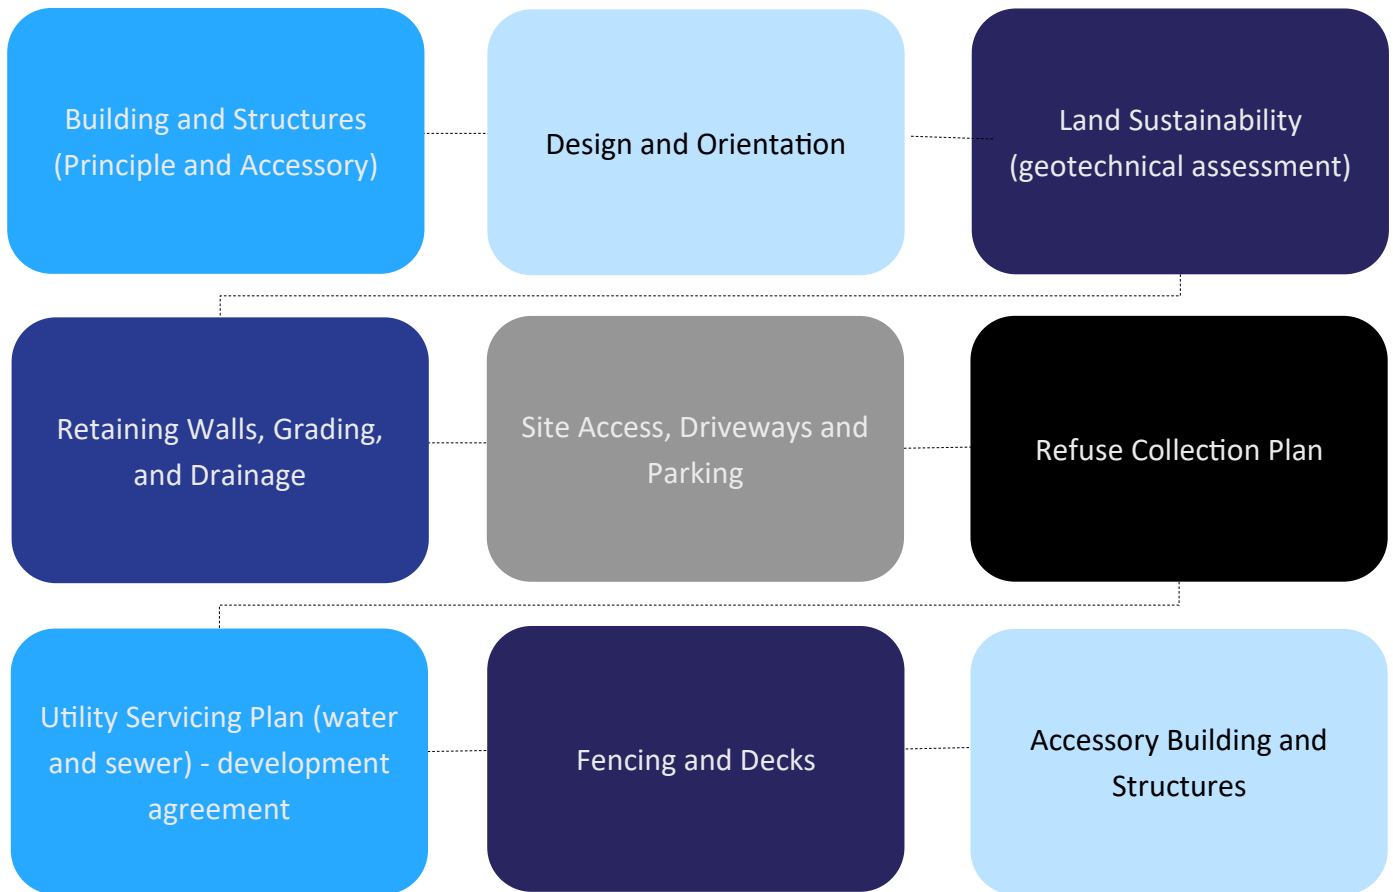 Building and Structures
(Principle and Accessory)
Design and Orientation
Land Sustainability
(geotechnical assessment)
Retaining Walls, Grading,
and Drainage
Site Access, Driveways and
Parking
Refuse Collection Plan
Utility Servicing Plan (water
and sewer) - development
agreement
Fencing and Decks
Accessory Building and
Structures